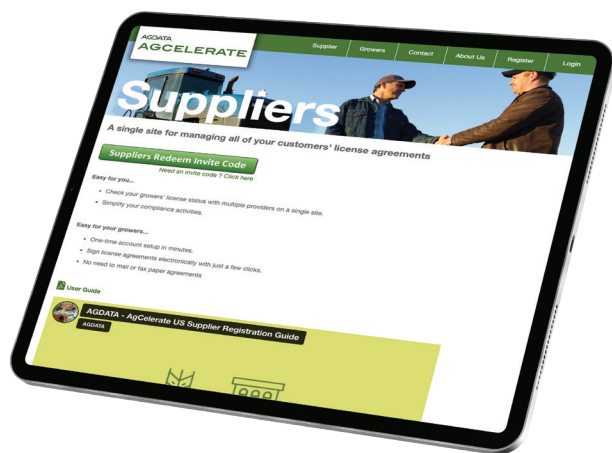 AGDATA
AGCELERATE
Supplier Growers Contact About Us Register Login
Suppliers
A single site for managing all of your customers' license agreements
Suppliers Redeem Invite Code
Need an invite code ? Click here
Easy for you...
• Check your growers' license status with multiple providers on a single site.
• Simplify your compliance activities.
Easy for your growers...
• One-time account setup in minutes.
• Sign license agreements electronically with just a few clicks.
• No need to mail or fax paper agreements
User Guide
AGDATA - AgCelerate US Supplier Registration Guide
AGDATA